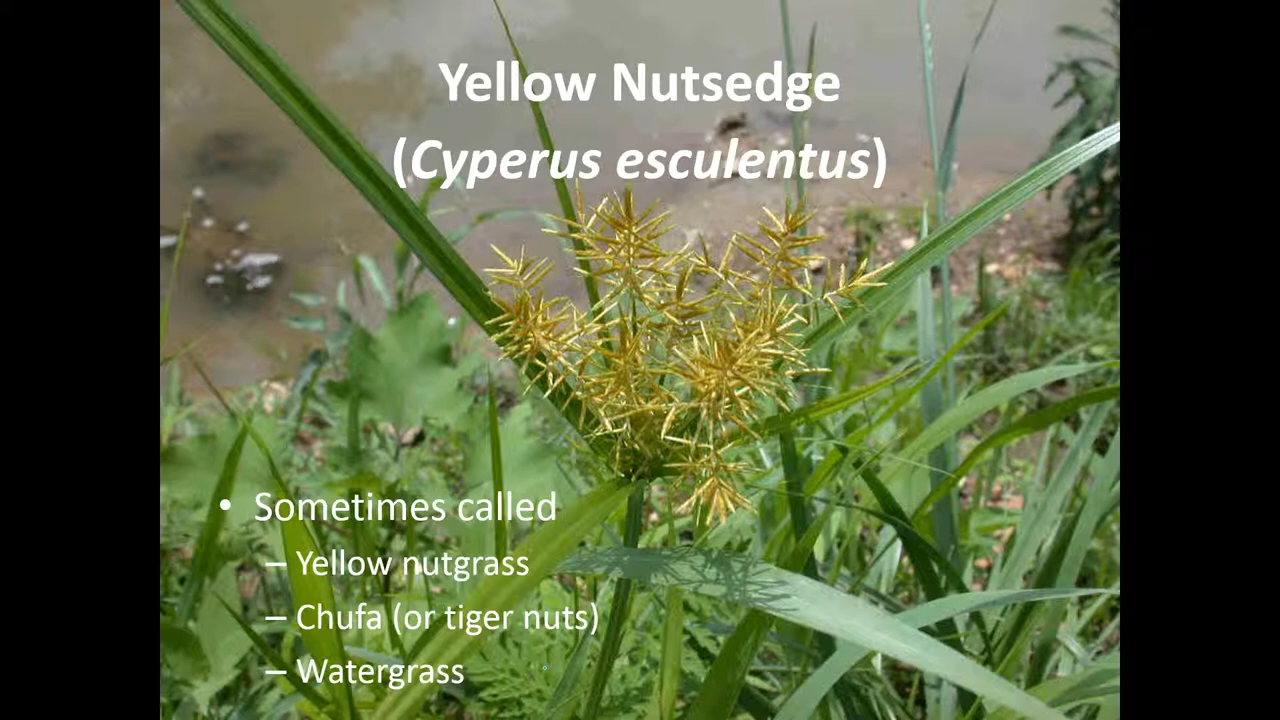 Yellow Nutsedge
(Cyperus esculentus)
• Sometimes called
– Yellow nutgrass
– Chufa (or tiger nuts)
– Watergrass